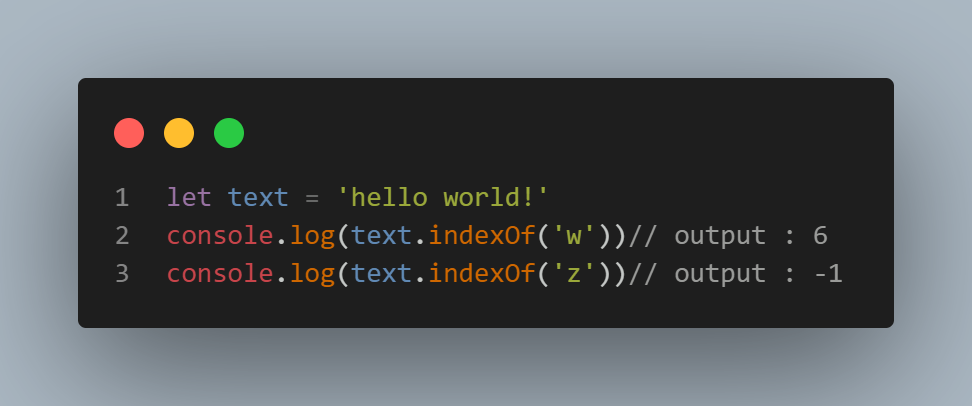 1 let text = 'hello world!'
2 console.log(text.indexOf('w'))// output : 6
3 console.log(text.indexOf('z'))// output : -1